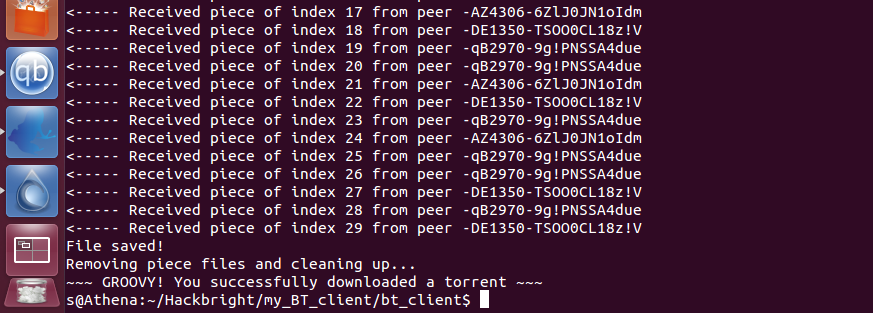 qb
<----- Received piece of index 17 from peer -AZ4306-6ZlJ0JN1oIdm
<----- Received piece of index 18 from peer -DE1350-TSOO0CL18z!V
<----- Received piece of index 19 from peer -qB2970-9g!PNSSA4due
<----- Received piece of index 20 from peer -qB2970-9g!PNSSA4due
<----- Received piece of index 21 from peer -AZ4306-6ZlJ0JN1oIdm
<----- Received piece of index 22 from peer -DE1350-TSOO0CL18z!V
<----- Received piece of index 23 from peer -qB2970-9g!PNSSA4due
<----- Received piece of index 24 from peer -AZ4306-6ZlJ0JN1oIdm
<----- Received piece of index 25 from peer -qB2970-9g!PNSSA4due
<----- Received piece of index 26 from peer -qB2970-9g!PNSSA4due
<----- Received piece of index 27 from peer -DE1350-TSOO0CL18z!V
<----- Received piece of index 28 from peer -qB2970-9g!PNSSA4due
<----- Received piece of index 29 from peer -DE1350-TSOO0CL18z!V
File saved!
Removing piece files and cleaning up...
~~~ GROOVY! You successfully downloaded a torrent ~~~
s@Athena:~/Hackbright/my_BT_client/bt_client$